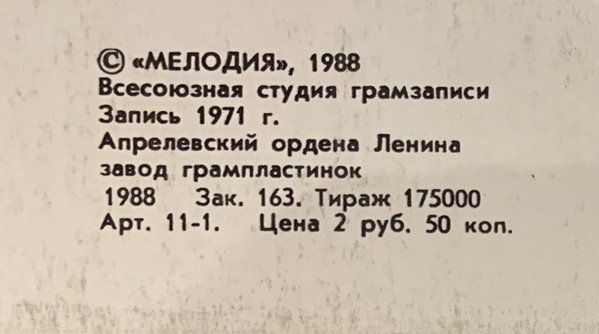 © «МЕЛОДИЯ», 1988
Всесоюзная студия грамзаписи
Запись 1971 г.
Апрелевский ордена Ленина
завод грампластинок
1988 Зак. 163. Тираж 175000
Арт. 11-1. Цена 2 руб. 50 коп.